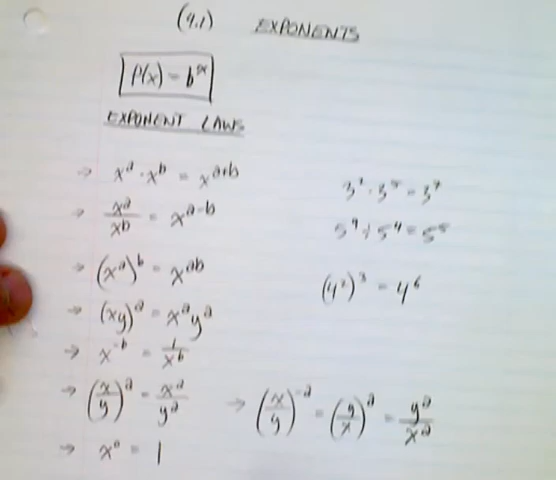 (4.1) EXPONENTS
f(x) = b^x
EXPONENT LAWS
→ x^a · x^b = x^(a+b)
3^2 · 3^5 = 3^7
→ x^a / x^b = x^(a-b)
5^9 ÷ 5^4 = 5^5
→ (x^a)^b = x^(ab)
(4^2)^3 = 4^6
→ (xy)^a = x^a y^a
→ x^(-b) = 1 / x^b
→ (x/y)^a = x^a / y^a → (x/y)^(-a) = (y/x)^a = y^a / x^a
→ x^0 = 1